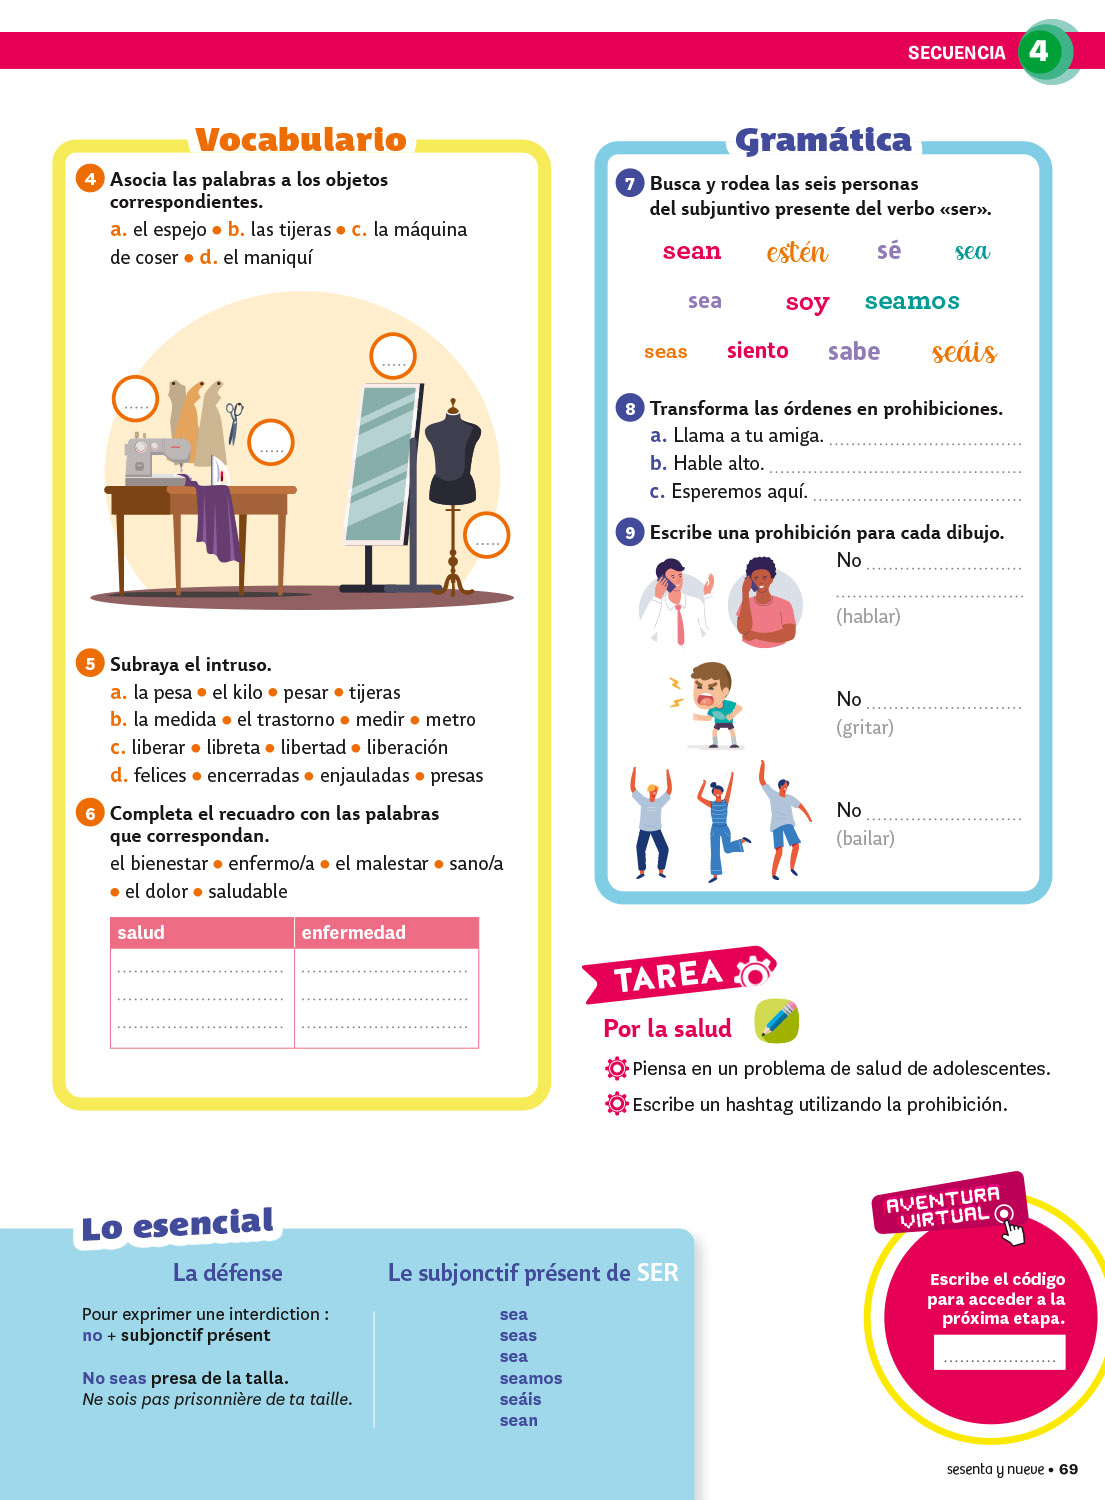 SECUENCIA 4
Vocabulario
4 Asocia las palabras a los objetos
correspondientes.
a. el espejo • b. las tijeras • c. la máquina
de coser • d. el maniquí
.....
.....
.....
.....
5 Subraya el intruso.
a. la pesa • el kilo • pesar • tijeras
b. la medida • el trastorno • medir • metro
c. liberar • libreta • libertad • liberación
d. felices • encerradas • enjauladas • presas
6 Completa el recuadro con las palabras
que correspondan.
el bienestar • enfermo/a • el malestar • sano/a
• el dolor • saludable
salud enfermedad
Gramática
7 Busca y rodea las seis personas
del subjuntivo presente del verbo «ser».
sean estén sé sea
sea soy seamos
seas siento sabe seáis
8 Transforma las órdenes en prohibiciones.
a. Llama a tu amiga.
b. Hable alto.
c. Esperemos aquí.
9 Escribe una prohibición para cada dibujo.
No
(hablar)
No
(gritar)
No
(bailar)
TAREA
Por la salud
Piensa en un problema de salud de adolescentes.
Escribe un hashtag utilizando la prohibición.
Lo esencial
La défense
Pour exprimer une interdiction :
no + subjonctif présent
No seas presa de la talla.
Ne sois pas prisonnière de ta taille.
Le subjonctif présent de SER
sea
seas
sea
seamos
seáis
sean
AVENTURA
VIRTUAL
Escribe el código
para acceder a la
próxima etapa.
sesenta y nueve • 69